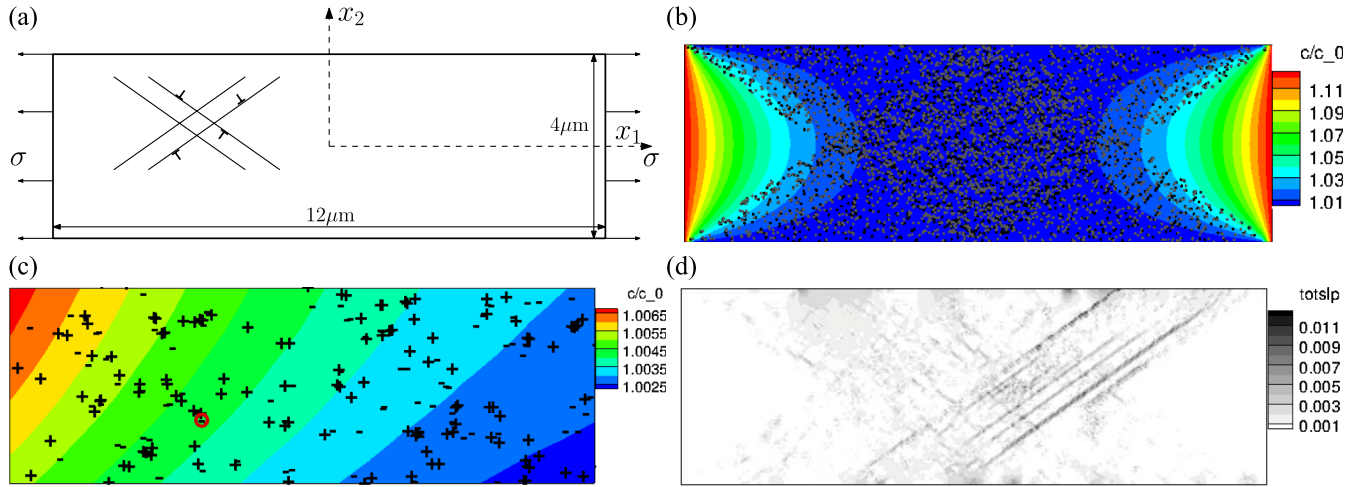 (a)
x₂
x₁
σ
σ
4μm
12μm
(b)
c/c_0
1.11
1.09
1.07
1.05
1.03
1.01
(c)
c/c_0
1.0065
1.0055
1.0045
1.0035
1.0025
(d)
totslp
0.011
0.009
0.007
0.005
0.003
0.001